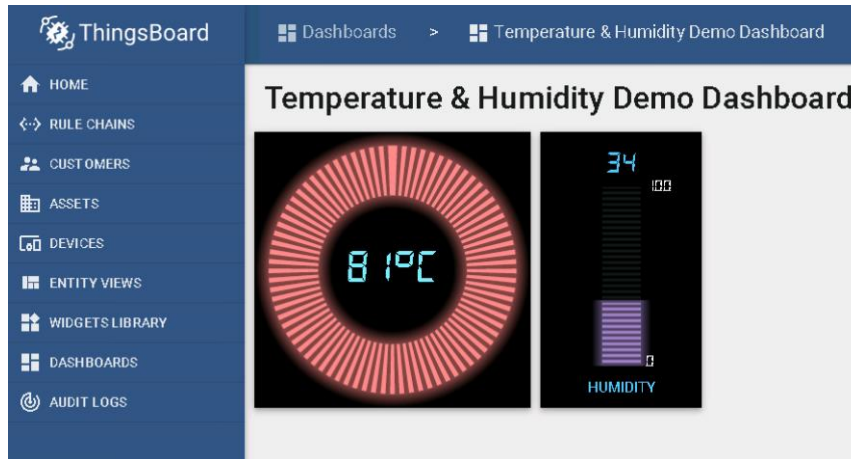 ThingsBoard
Dashboards > Temperature & Humidity Demo Dashboard
HOME
RULE CHAINS
CUSTOMERS
ASSETS
DEVICES
ENTITY VIEWS
WIDGETS LIBRARY
DASHBOARDS
AUDIT LOGS
Temperature & Humidity Demo Dashboard
81°C
34
100
0
HUMIDITY